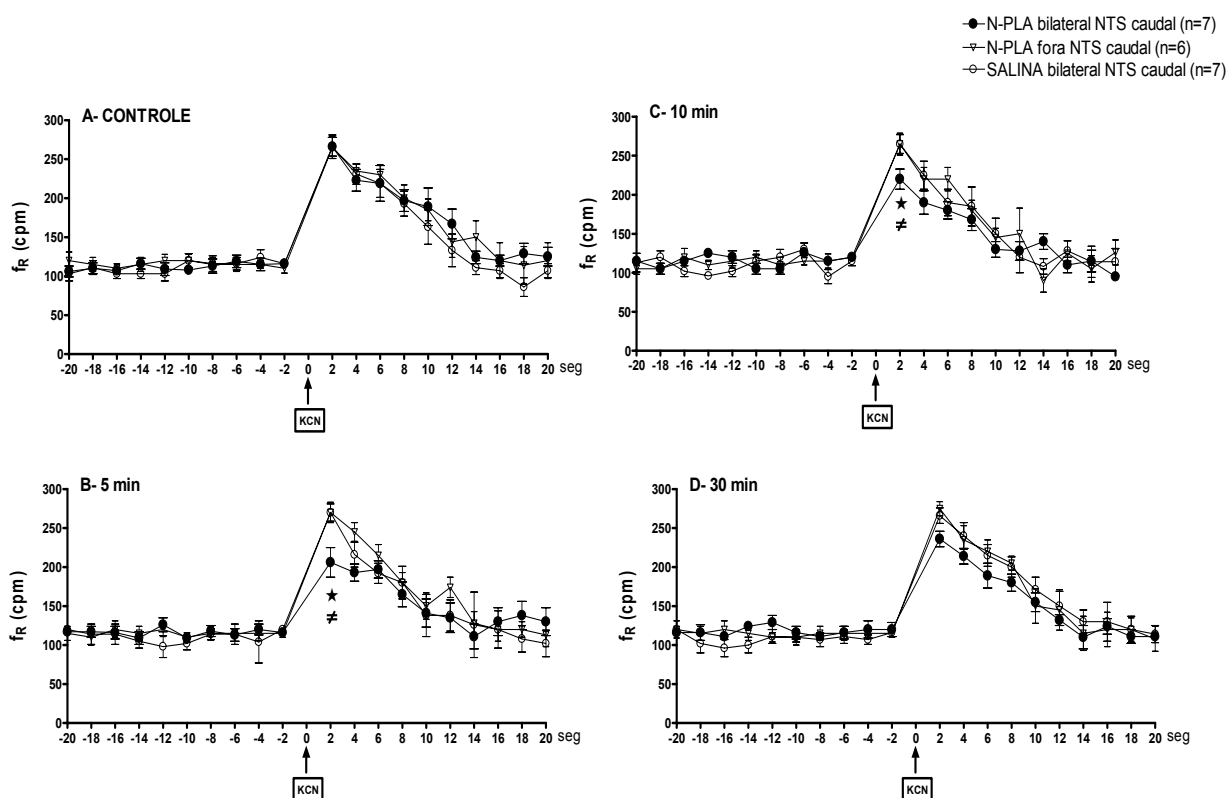 N-PLA bilateral NTS caudal (n=7)
N-PLA fora NTS caudal (n=6)
SALINA bilateral NTS caudal (n=7)
A- CONTROLE
300
250
200
150
100
50
0
fR (cpm)
-20 -18 -16 -14 -12 -10 -8 -6 -4 -2 0 2 4 6 8 10 12 14 16 18 20 seg
KCN
C- 10 min
300
250
200
150
100
50
0
fR (cpm)
★
≠
-20 -18 -16 -14 -12 -10 -8 -6 -4 -2 0 2 4 6 8 10 12 14 16 18 20 seg
KCN
B- 5 min
300
250
200
150
100
50
0
fR (cpm)
★
≠
-20 -18 -16 -14 -12 -10 -8 -6 -4 -2 0 2 4 6 8 10 12 14 16 18 20 seg
KCN
D- 30 min
300
250
200
150
100
50
0
fR (cpm)
-20 -18 -16 -14 -12 -10 -8 -6 -4 -2 0 2 4 6 8 10 12 14 16 18 20 seg
KCN